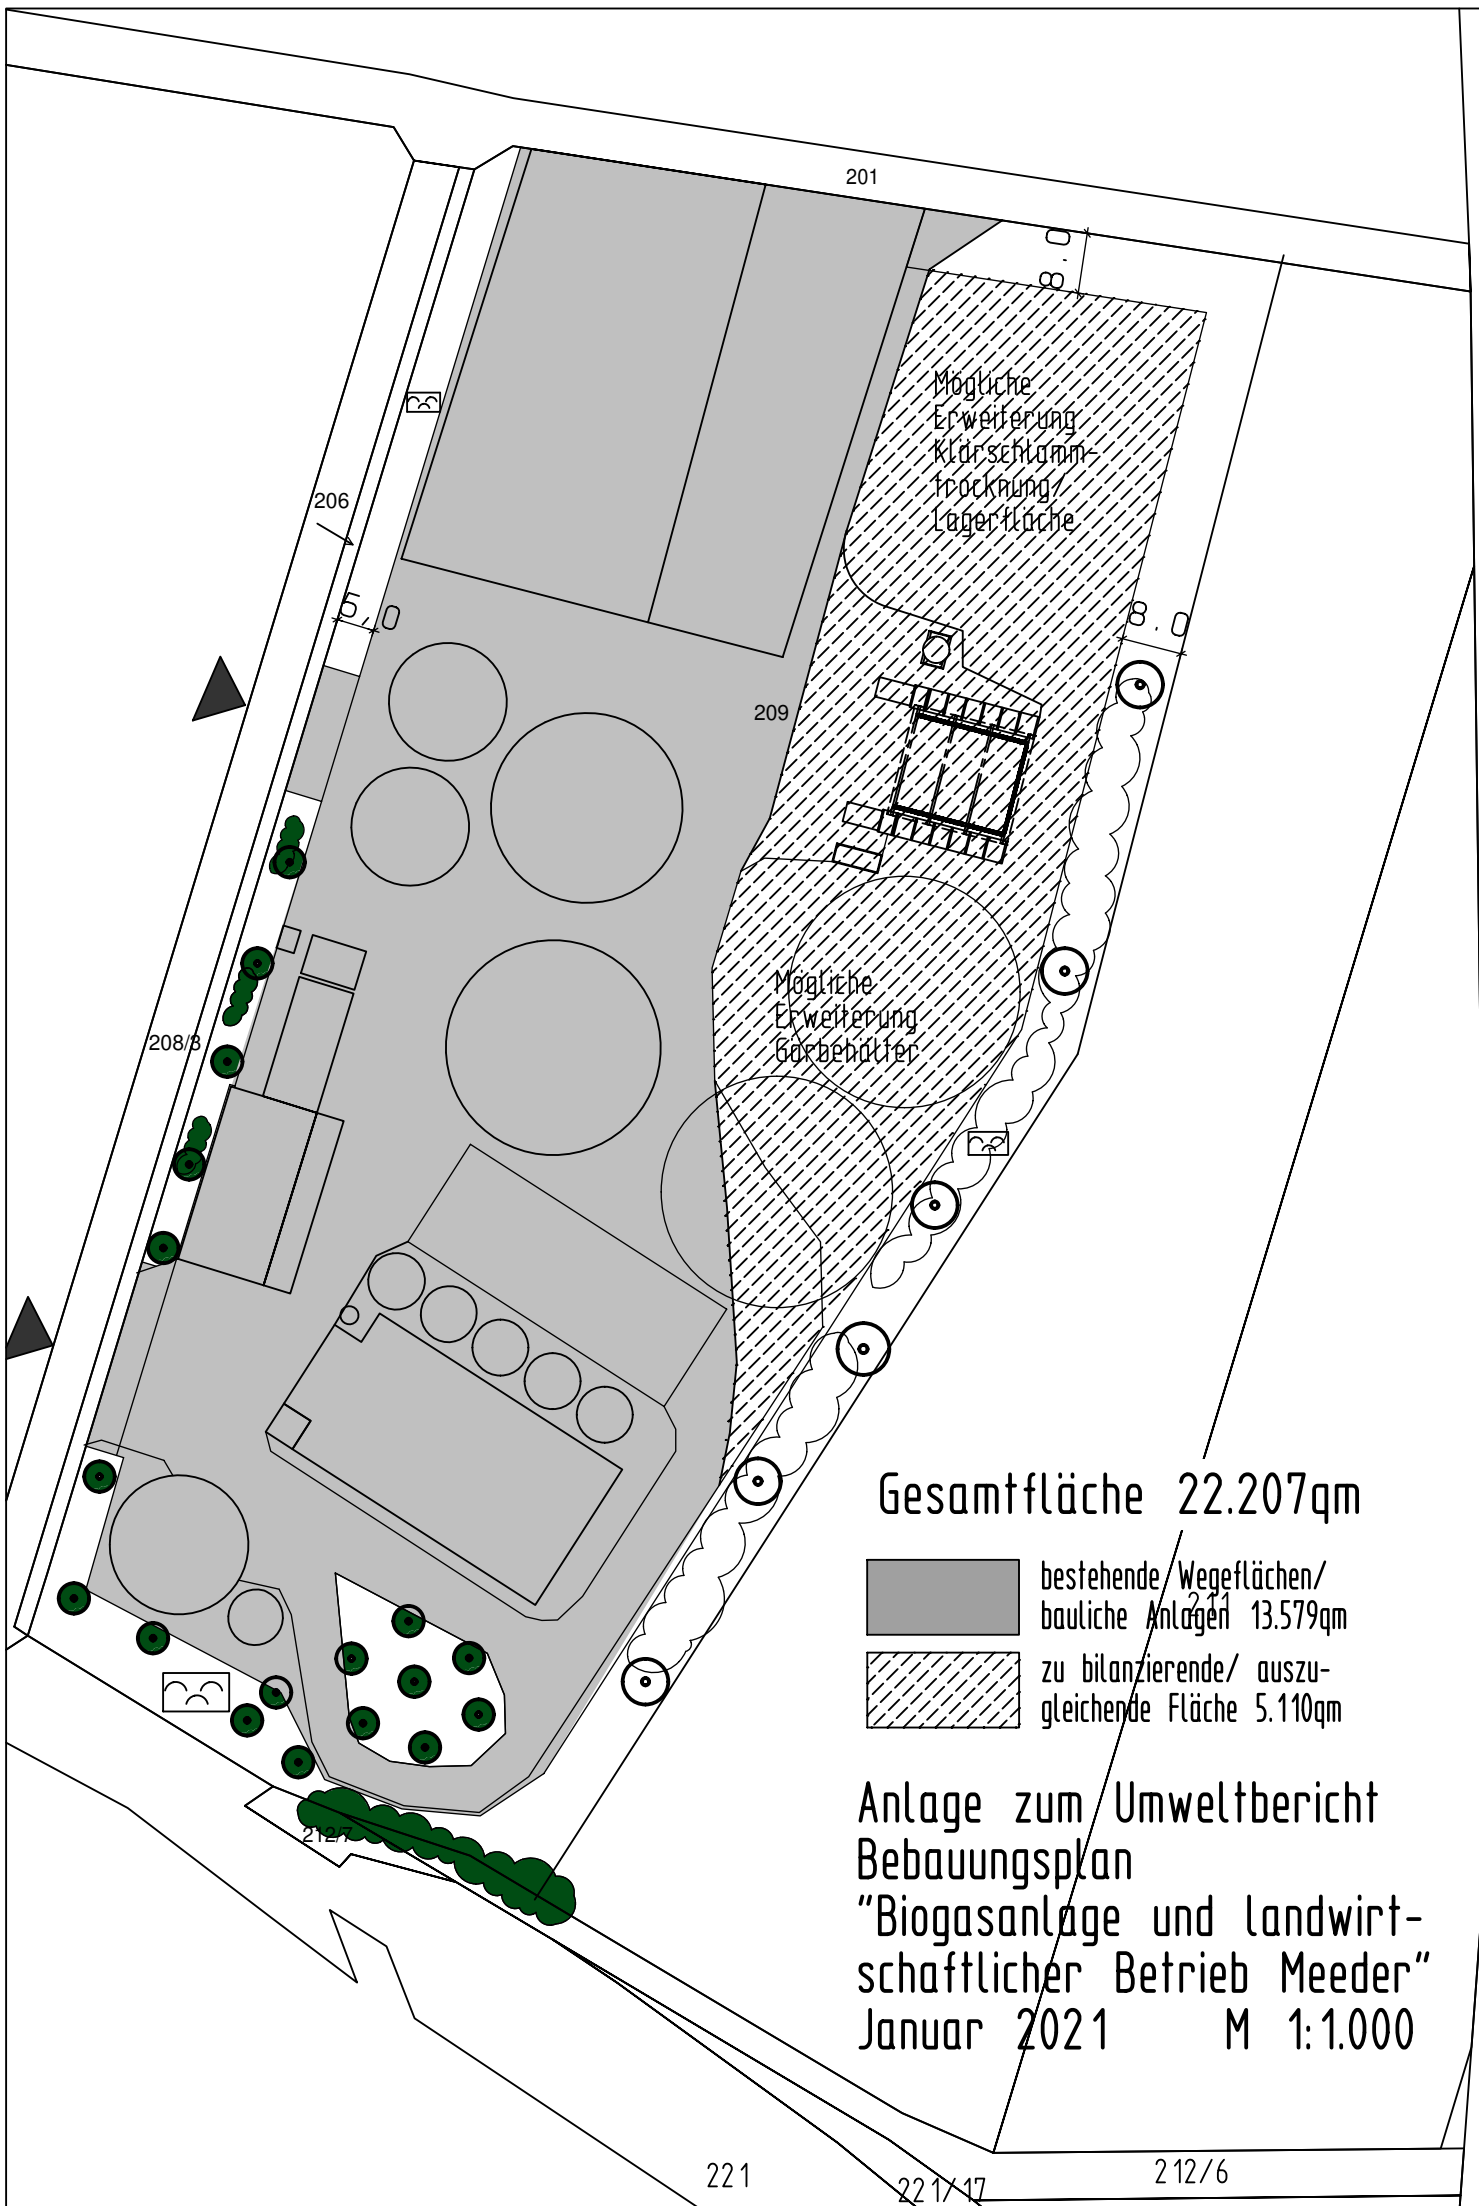 201
8.0
Mögliche
Erweiterung
Klärschlamm-
trocknung/
Lagerfläche
206
5,0
8.0
209
Mögliche
Erweiterung
Gärbehälter
208/3
Gesamtfläche 22.207qm
bestehende Wegeflächen/
bauliche Anlagen 13.579qm
211
zu bilanzierende/ auszu-
gleichende Fläche 5.110qm
Anlage zum Umweltbericht
Bebauungsplan
"Biogasanlage und landwirt-
schaftlicher Betrieb Meeder"
Januar 2021 M 1:1.000
212/7
221
221/17
212/6